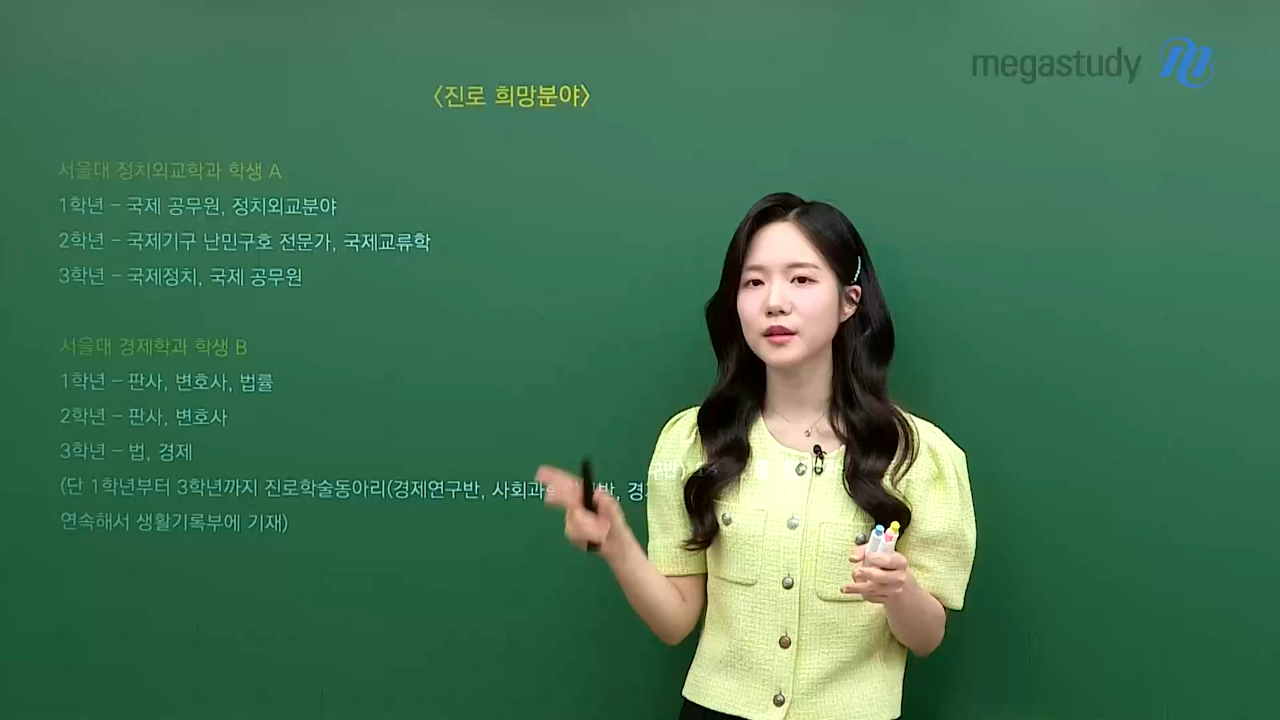 megastudy
〈진로 희망분야〉
서울대 정치외교학과 학생 A
1학년 – 국제 공무원, 정치외교분야
2학년 – 국제기구 난민구호 전문가, 국제교류학
3학년 – 국제정치, 국제 공무원
서울대 경제학과 학생 B
1학년 – 판사, 변호사, 법률
2학년 – 판사, 변호사
3학년 – 법, 경제
(단 1학년부터 3학년까지 진로학술동아리(경제연구반,
연속해서 생활기록부에 기재)